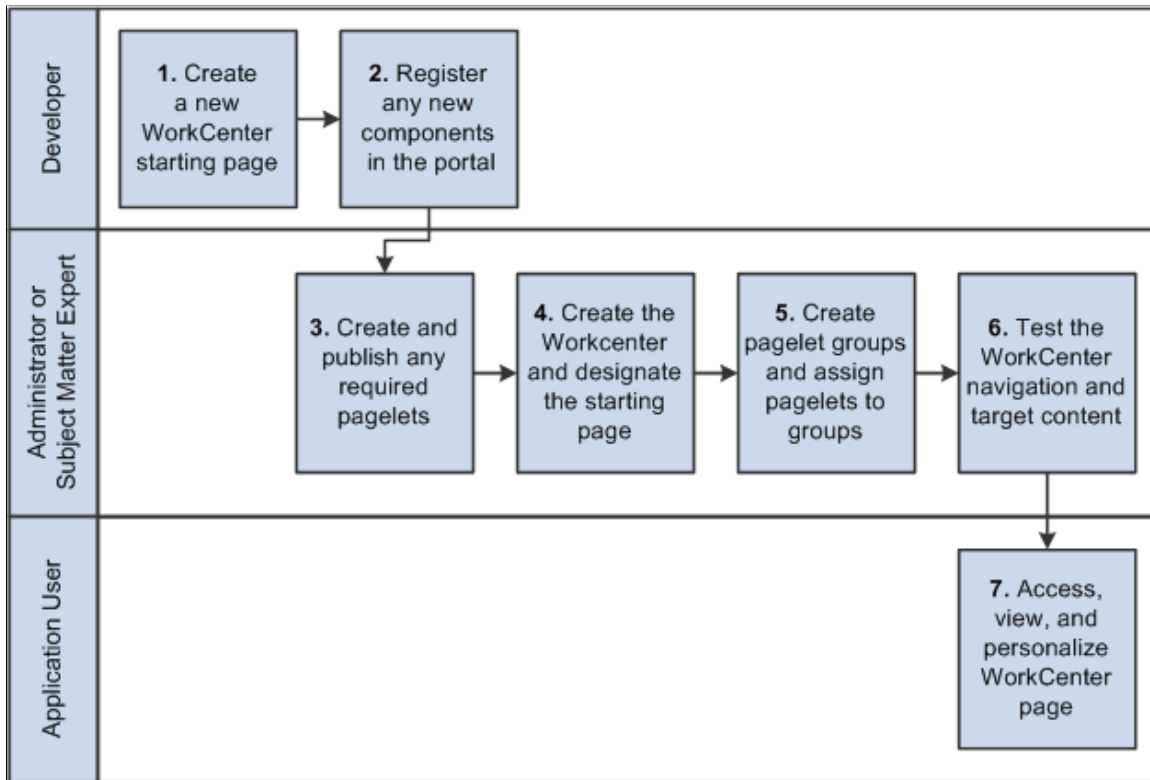 Developer
1. Create
a new
WorkCenter
starting page
2. Register
any new
components
in the portal
Administrator or
Subject Matter Expert
3. Create and
publish any
required
pagelets
4. Create the
Workcenter
and designate
the starting
page
5. Create
pagelet groups
and assign
pagelets to
groups
6. Test the
WorkCenter
navigation and
target content
Application User
7. Access,
view, and
personalize
WorkCenter
page